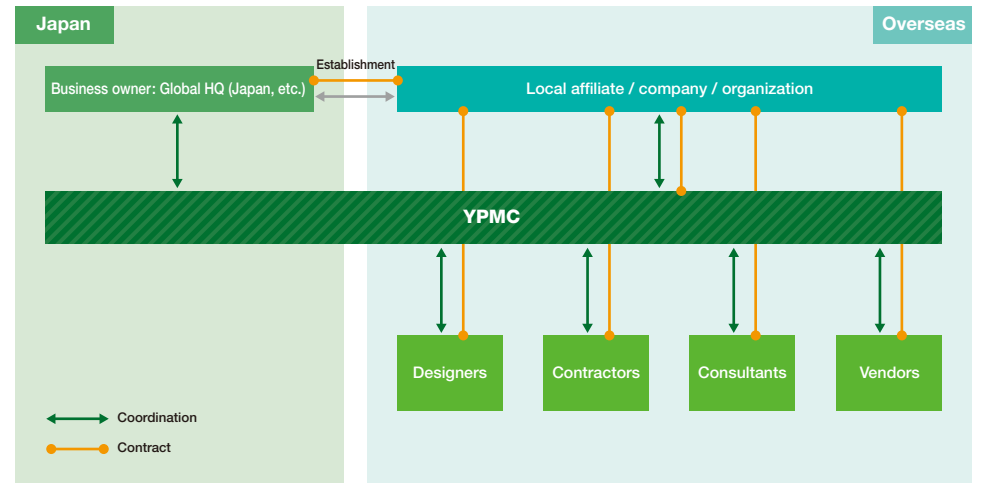 Japan
Overseas
Establishment
Business owner: Global HQ (Japan, etc.)
Local affiliate / company / organization
YPMC
Designers
Contractors
Consultants
Vendors
Coordination
Contract